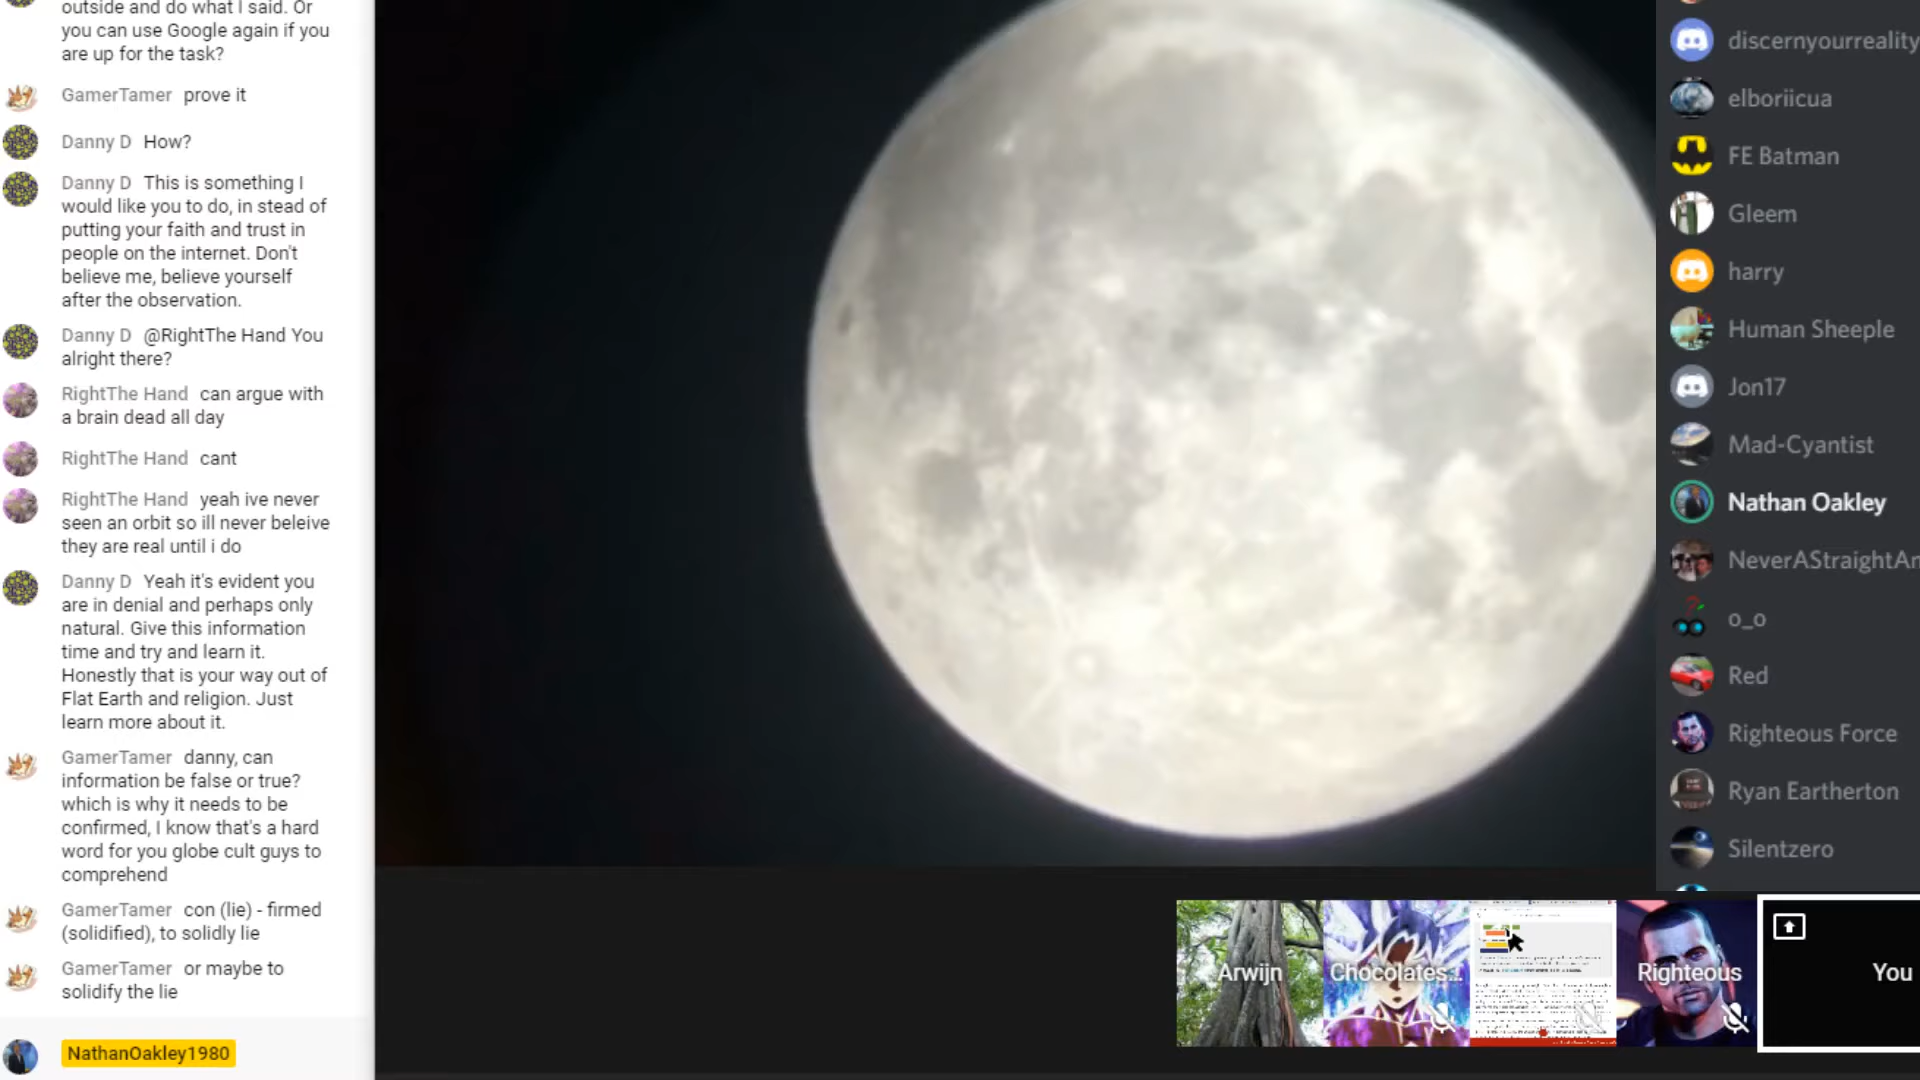 outside and do what I said. Or
you can use Google again if you
are up for the task?
GamerTamer prove it
Danny D How?
Danny D This is something I
would like you to do, in stead of
putting your faith and trust in
people on the internet. Don't
believe me, believe yourself
after the observation.
Danny D @RightThe Hand You
alright there?
RightThe Hand can argue with
a brain dead all day
RightThe Hand cant
RightThe Hand yeah ive never
seen an orbit so ill never beleive
they are real until i do
Danny D Yeah it's evident you
are in denial and perhaps only
natural. Give this information
time and try and learn it.
Honestly that is your way out of
Flat Earth and religion. Just
learn more about it.
GamerTamer danny, can
information be false or true?
which is why it needs to be
confirmed, I know that's a hard
word for you globe cult guys to
comprehend
GamerTamer con (lie) - firmed
(solidified), to solidly lie
GamerTamer or maybe to
solidify the lie
NathanOakley1980
discernyourreality
elboriicua
FE Batman
Gleem
harry
Human Sheeple
Jon17
Mad-Cyantist
Nathan Oakley
NeverAStraightAn
o_o
Red
Righteous Force
Ryan Eartherton
Silentzero
Arwijn
Chocolates...
Righteous
You